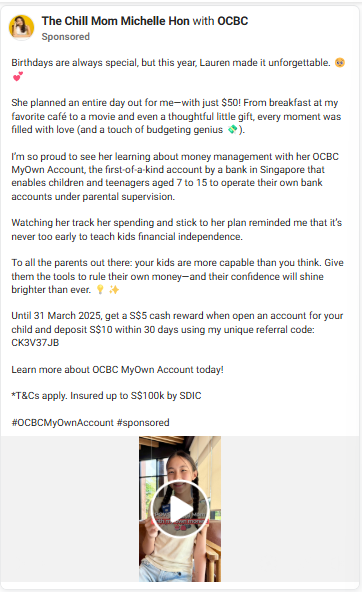 The Chill Mom Michelle Hon with OCBC
Sponsored
Birthdays are always special, but this year, Lauren made it unforgettable. 🥹
💕
She planned an entire day out for me—with just $50! From breakfast at my
favorite café to a movie and even a thoughtful little gift, every moment was
filled with love (and a touch of budgeting genius 💸).
I'm so proud to see her learning about money management with her OCBC
MyOwn Account, the first-of-a-kind account by a bank in Singapore that
enables children and teenagers aged 7 to 15 to operate their own bank
accounts under parental supervision.
Watching her track her spending and stick to her plan reminded me that it's
never too early to teach kids financial independence.
To all the parents out there: your kids are more capable than you think. Give
them the tools to rule their own money—and their confidence will shine
brighter than ever. 💡 ✨
Until 31 March 2025, get a S$5 cash reward when open an account for your
child and deposit S$10 within 30 days using my unique referral code:
CK3V37JB
Learn more about OCBC MyOwn Account today!
*T&Cs apply. Insured up to S$100k by SDIC
#OCBCMyOwnAccount #sponsored